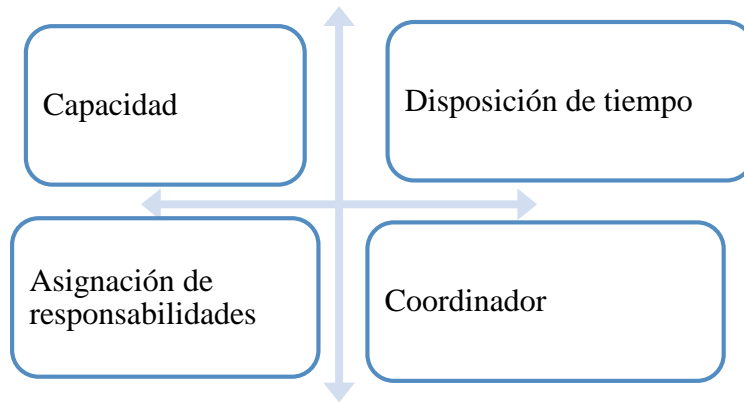 Capacidad
Disposición de tiempo
Asignación de
responsabilidades
Coordinador